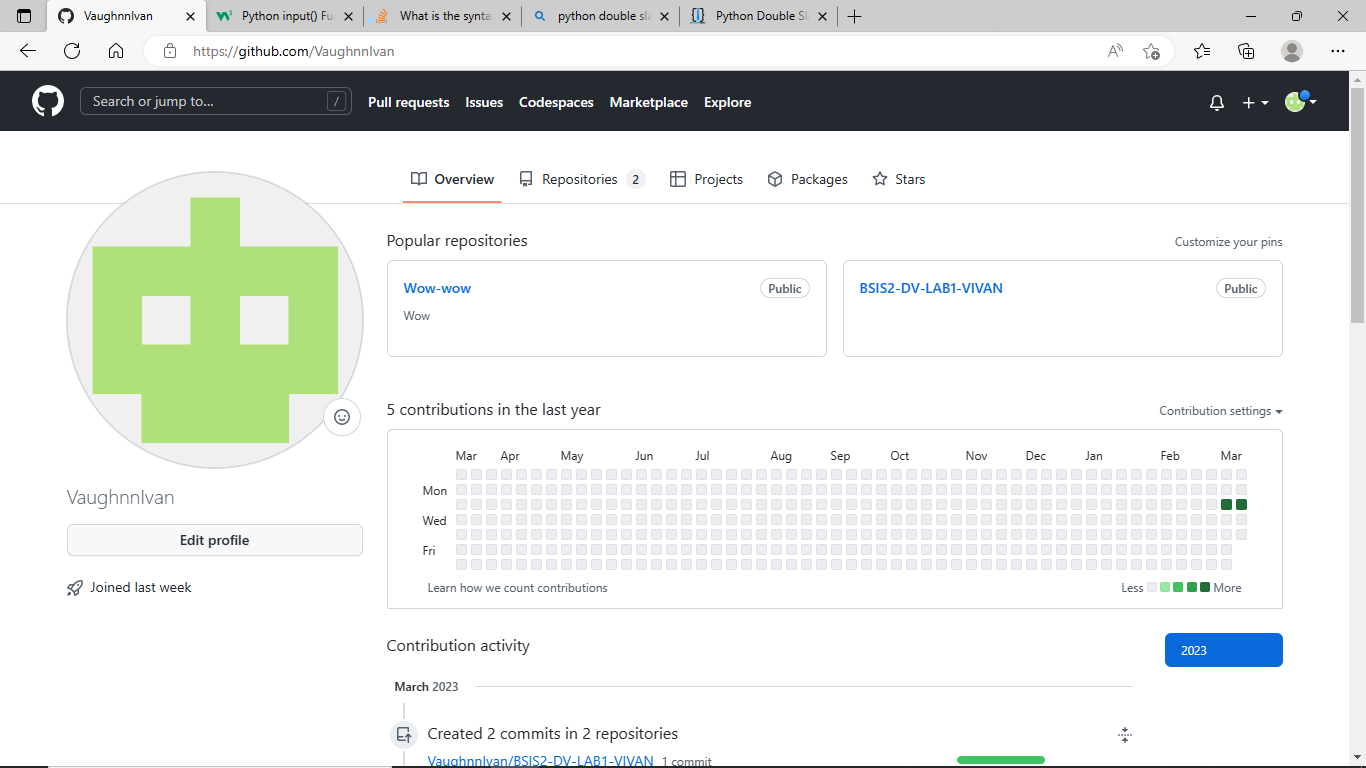 VaughnnIvan
Python input() Fu
What is the synta
python double sla
Python Double Sl
https://github.com/VaughnnIvan
Search or jump to... /
Pull requests Issues Codespaces Marketplace Explore
Overview Repositories 2 Projects Packages Stars
Popular repositories
Customize your pins
Wow-wow Public
Wow
BSIS2-DV-LAB1-VIVAN Public
5 contributions in the last year
Contribution settings
Mar Apr May Jun Jul Aug Sep Oct Nov Dec Jan Feb Mar
Mon
Wed
Fri
Learn how we count contributions
Less More
VaughnnIvan
Edit profile
Joined last week
Contribution activity
2023
March 2023
Created 2 commits in 2 repositories
VaughnnIvan/BSIS2-DV-LAB1-VIVAN 1 commit